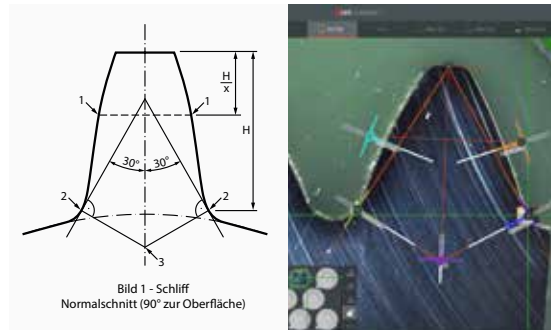 H
x
H
1
1
30°
30°
2
2
3
Bild 1 - Schliff
Normalschnitt (90° zur Oberfläche)